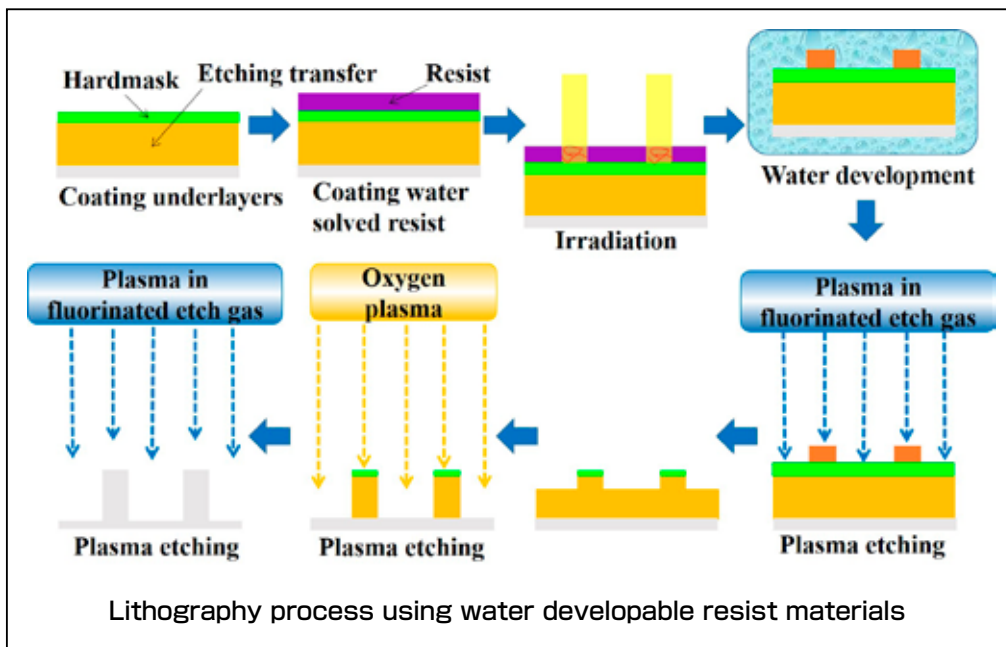 Hardmask
Etching transfer
Resist
Coating underlayers
Coating water
solved resist
Irradiation
Water development
Plasma in
fluorinated etch gas
Oxygen
plasma
Plasma in
fluorinated etch gas
Plasma etching
Plasma etching
Plasma etching
Lithography process using water developable resist materials